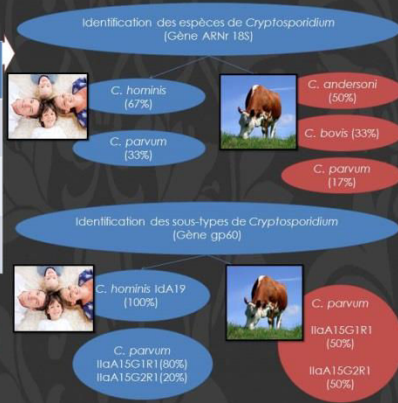 Identification des espèces de Cryptosporidium
(Gène ARNr 18S)
C. hominis
(67%)
C. parvum
(33%)
C. andersoni
(50%)
C. bovis (33%)
C. parvum
(17%)
Identification des sous-types de Cryptosporidium
(Gène gp60)
C. hominis IdA19
(100%)
C. parvum
IIaA15G1R1(80%)
IIaA15G2R1(20%)
C. parvum
IIaA15G1R1
(50%)
IIaA15G2R1
(50%)